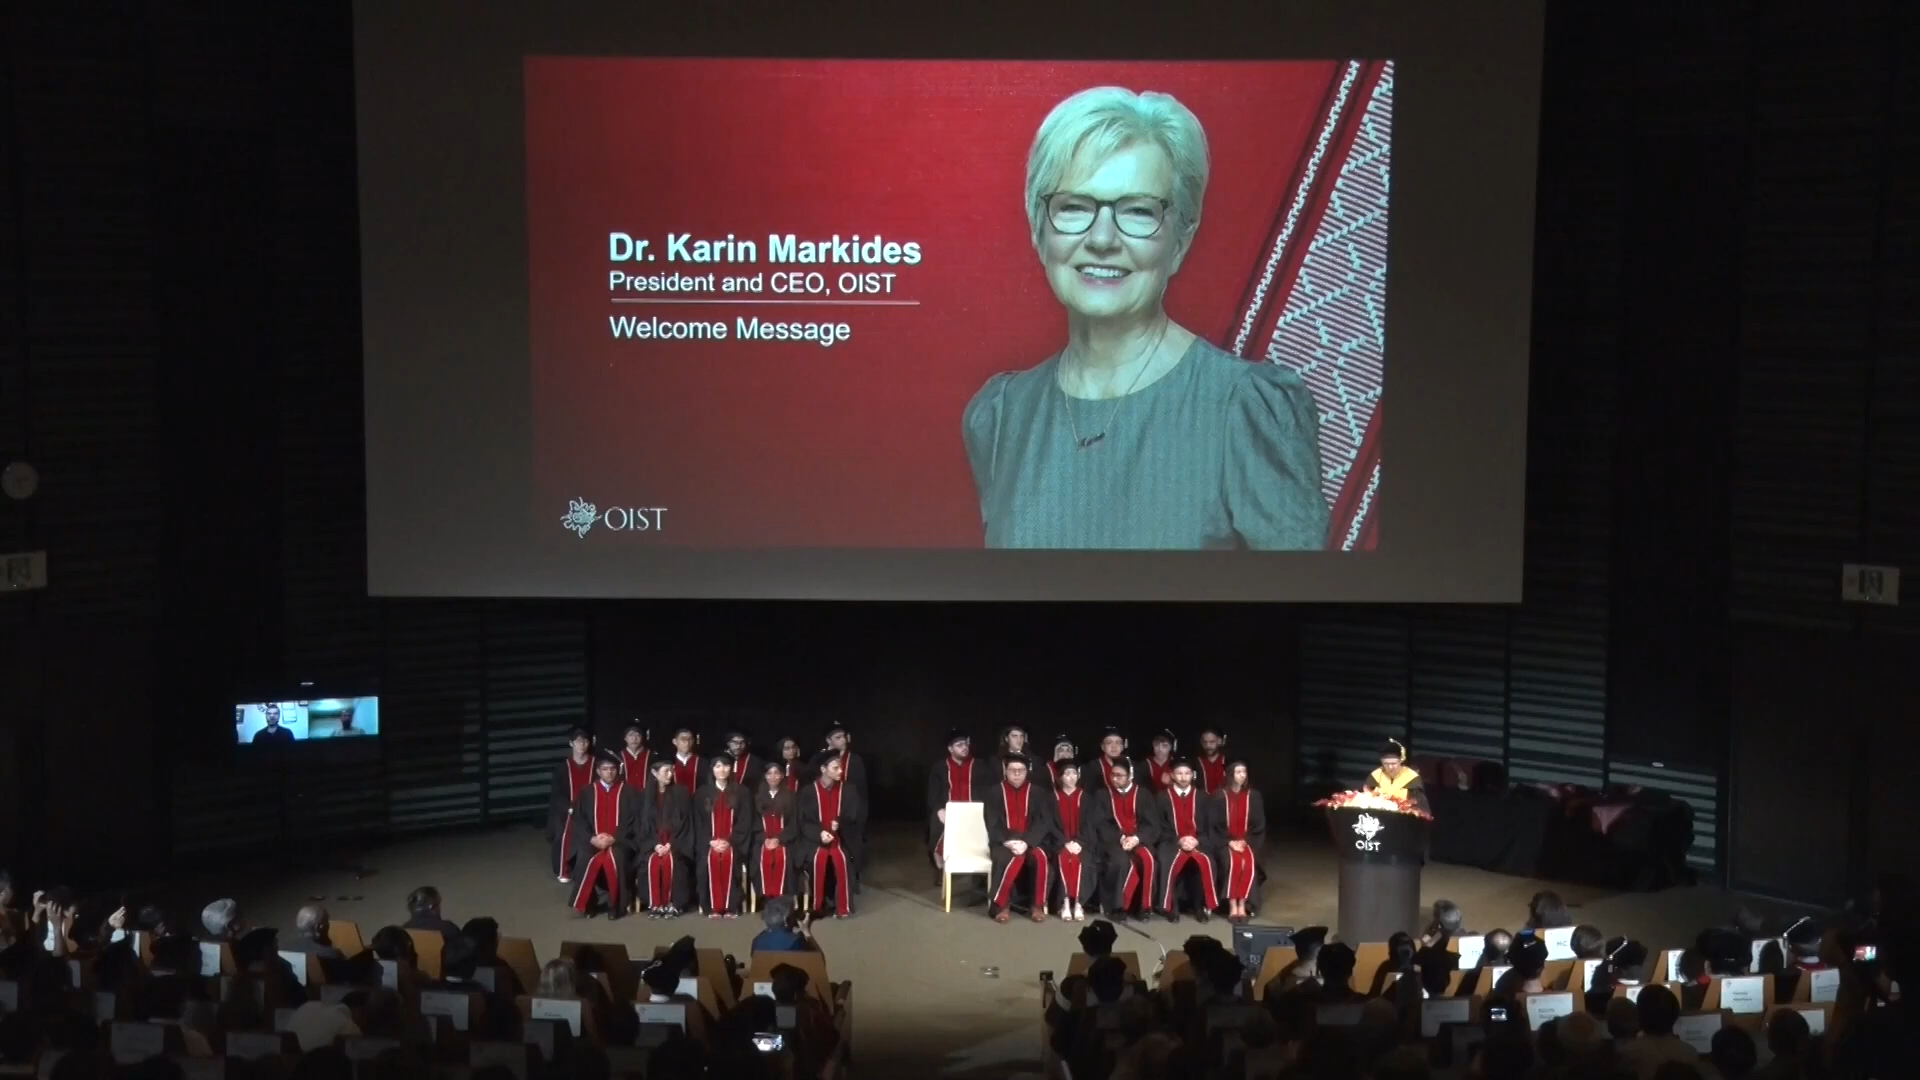 Dr. Karin Markides
President and CEO, OIST
Welcome Message
OIST
OIST